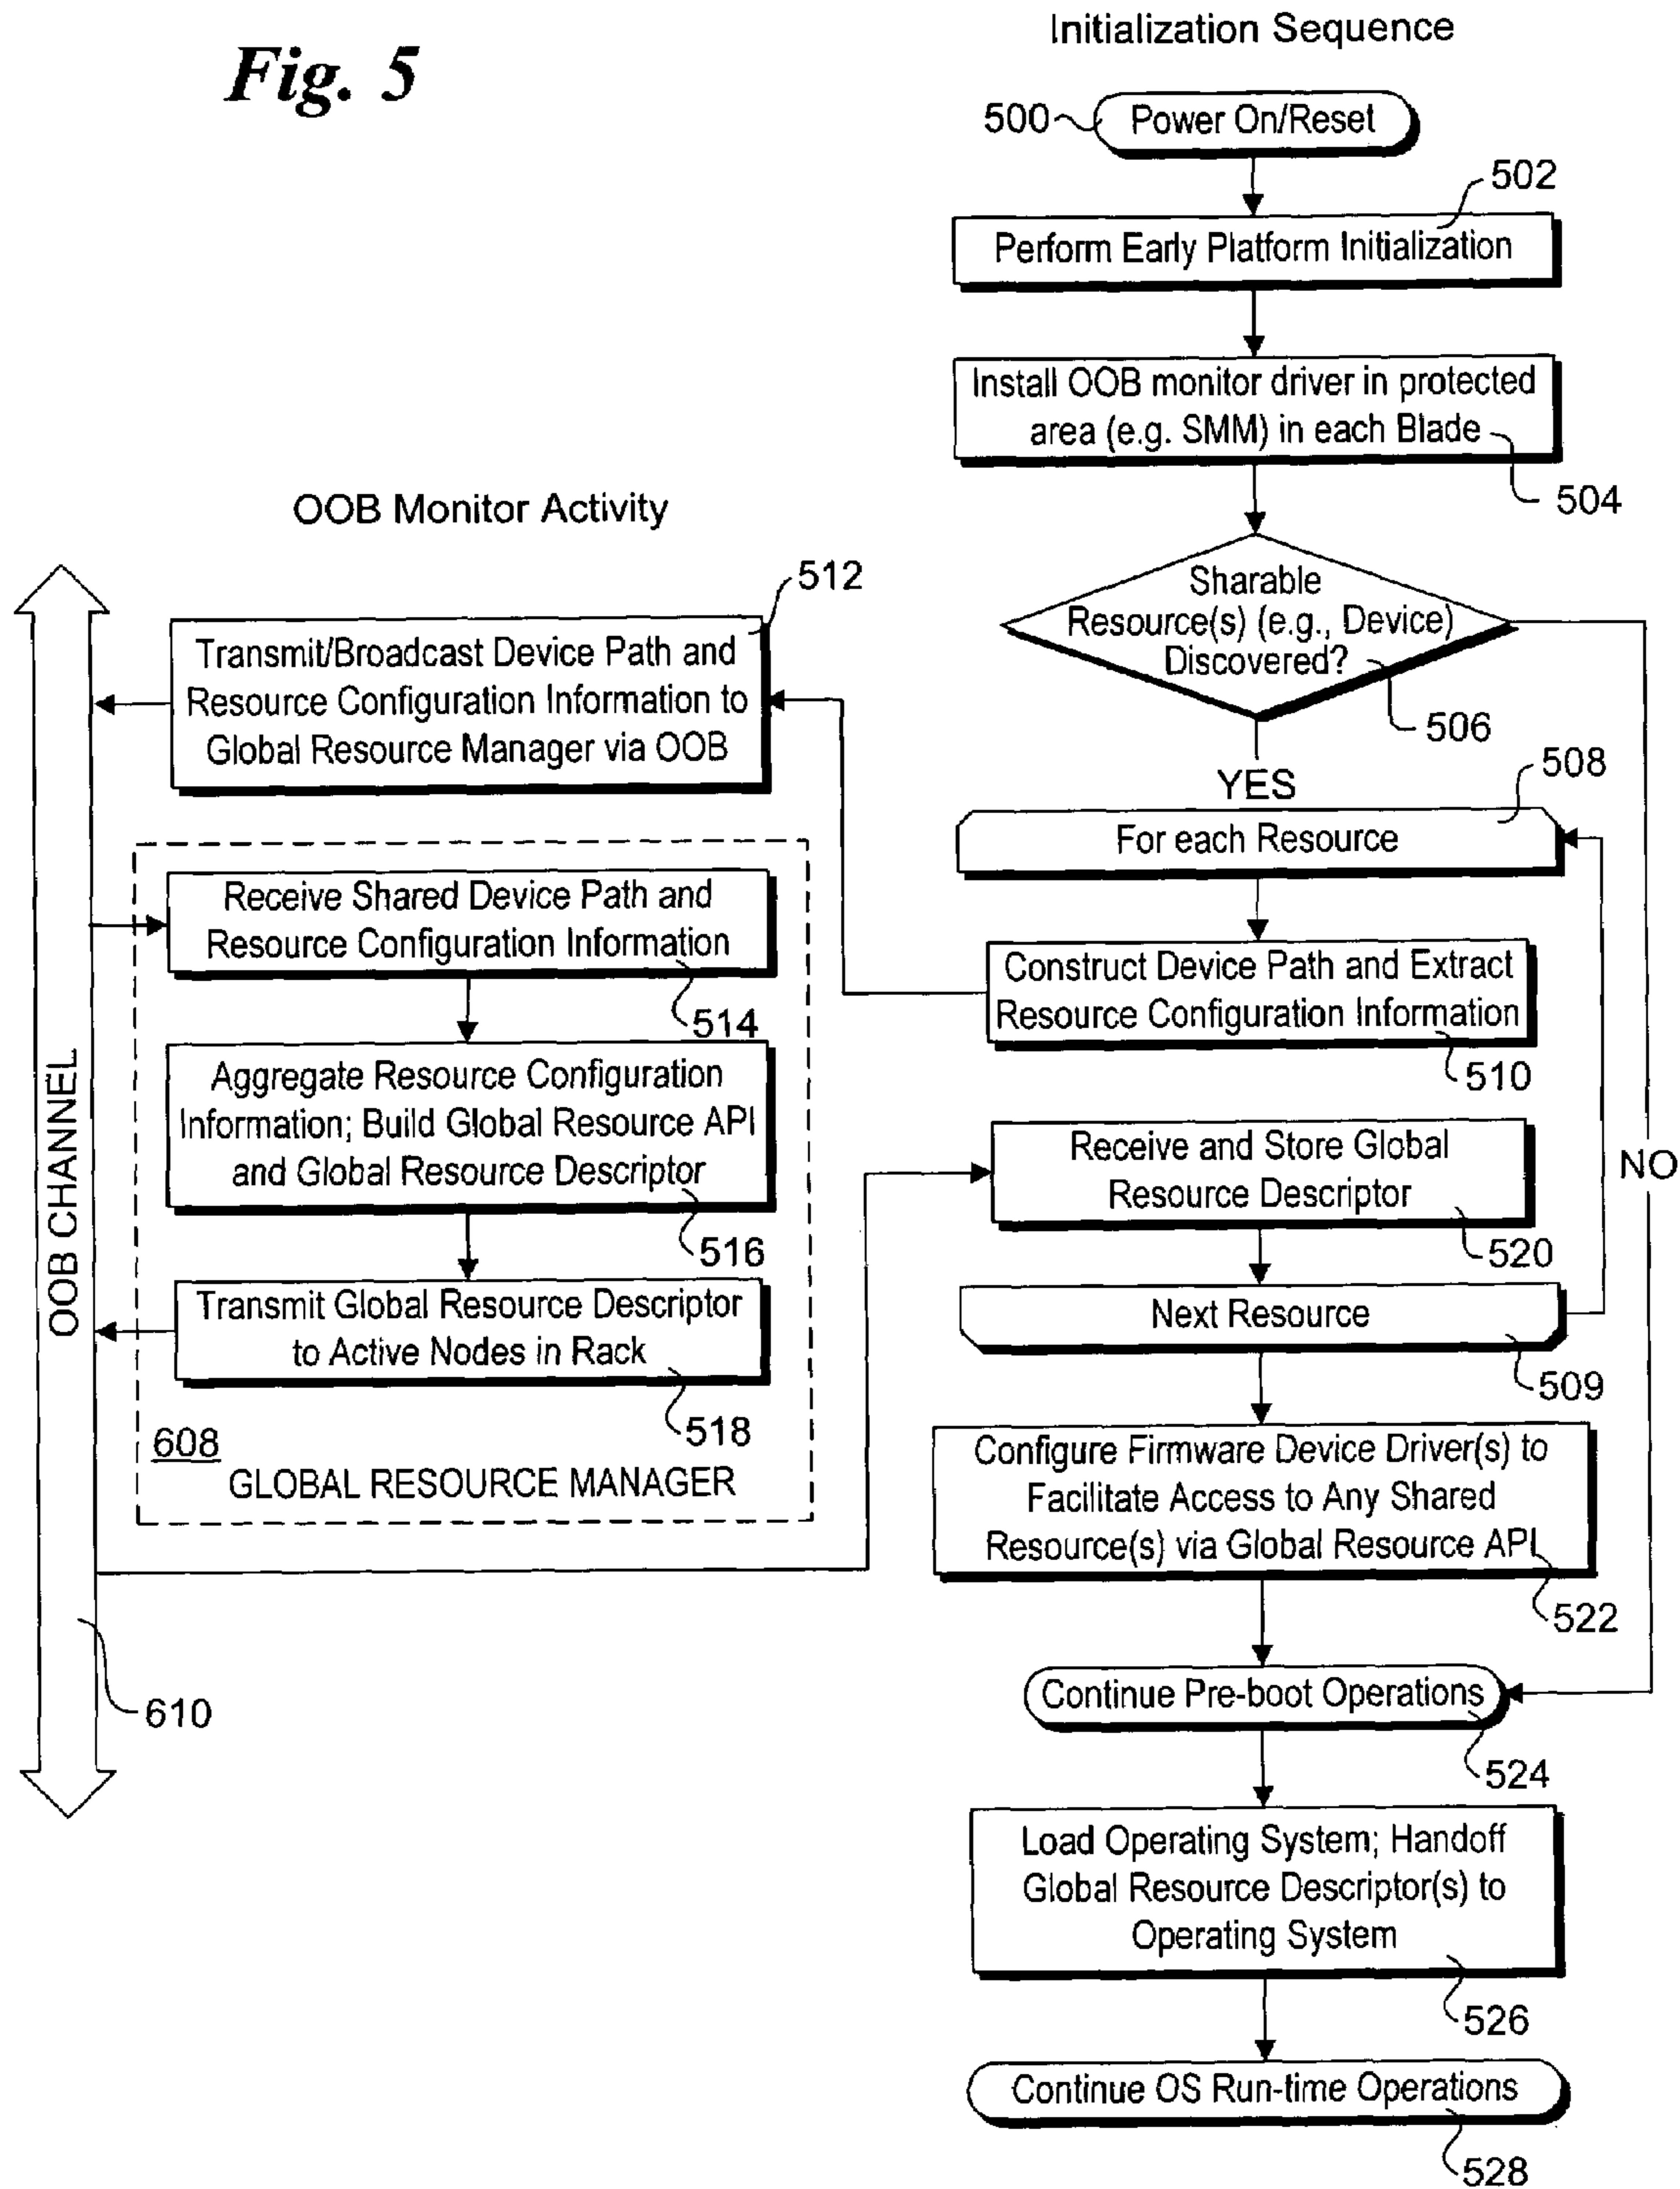 Fig. 5
Initialization Sequence
500
Power On/Reset
502
Perform Early Platform Initialization
Install OOB monitor driver in protected
area (e.g. SMM) in each Blade
504
Sharable
Resource(s) (e.g., Device)
Discovered?
506
YES
NO
508
For each Resource
Construct Device Path and Extract
Resource Configuration Information
510
OOB Monitor Activity
512
Transmit/Broadcast Device Path and
Resource Configuration Information to
Global Resource Manager via OOB
OOB CHANNEL
610
Receive Shared Device Path and
Resource Configuration Information
514
Aggregate Resource Configuration
Information; Build Global Resource API
and Global Resource Descriptor
516
Transmit Global Resource Descriptor
to Active Nodes in Rack
518
608
GLOBAL RESOURCE MANAGER
Receive and Store Global
Resource Descriptor
520
Next Resource
509
Configure Firmware Device Driver(s) to
Facilitate Access to Any Shared
Resource(s) via Global Resource API
522
Continue Pre-boot Operations
524
Load Operating System; Handoff
Global Resource Descriptor(s) to
Operating System
526
Continue OS Run-time Operations
528